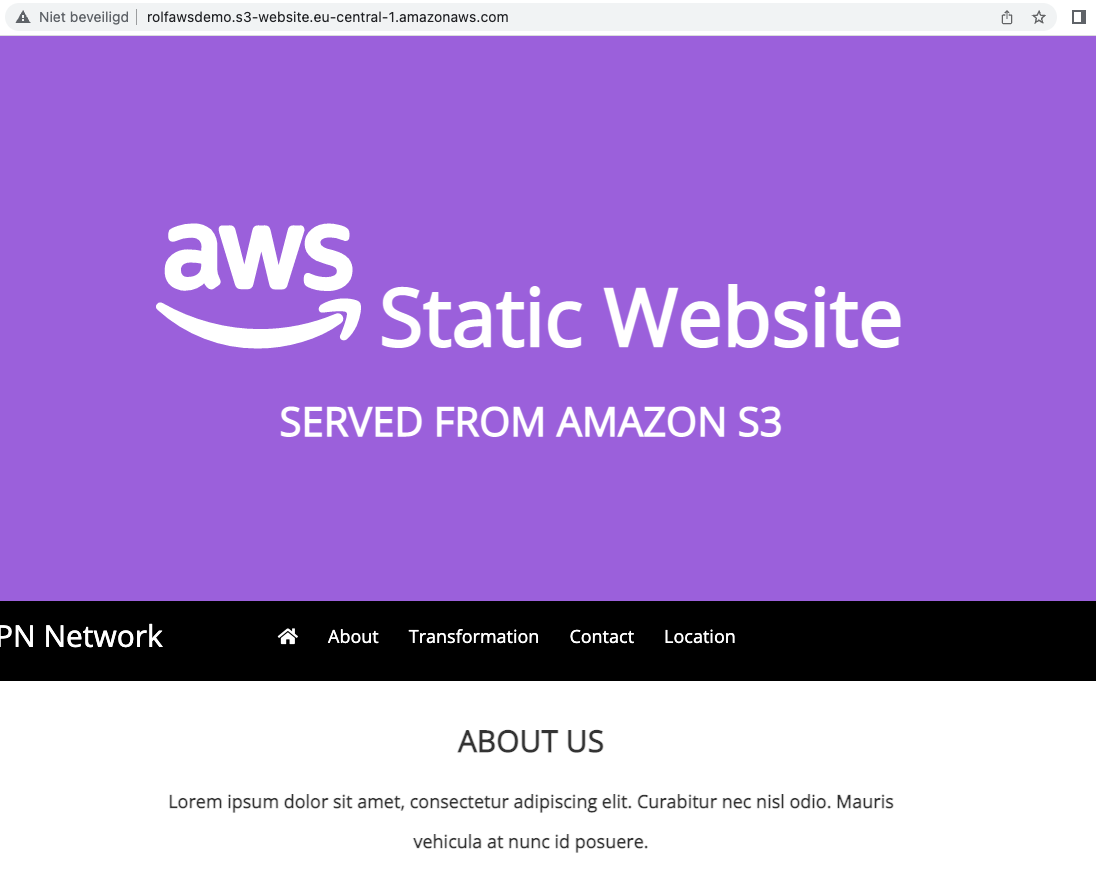 Niet beveiligd rolfawsdemo.s3-website.eu-central-1.amazonaws.com
aws Static Website
SERVED FROM AMAZON S3
PN Network About Transformation Contact Location
ABOUT US
Lorem ipsum dolor sit amet, consectetur adipiscing elit. Curabitur nec nisl odio. Mauris
vehicula at nunc id posuere.